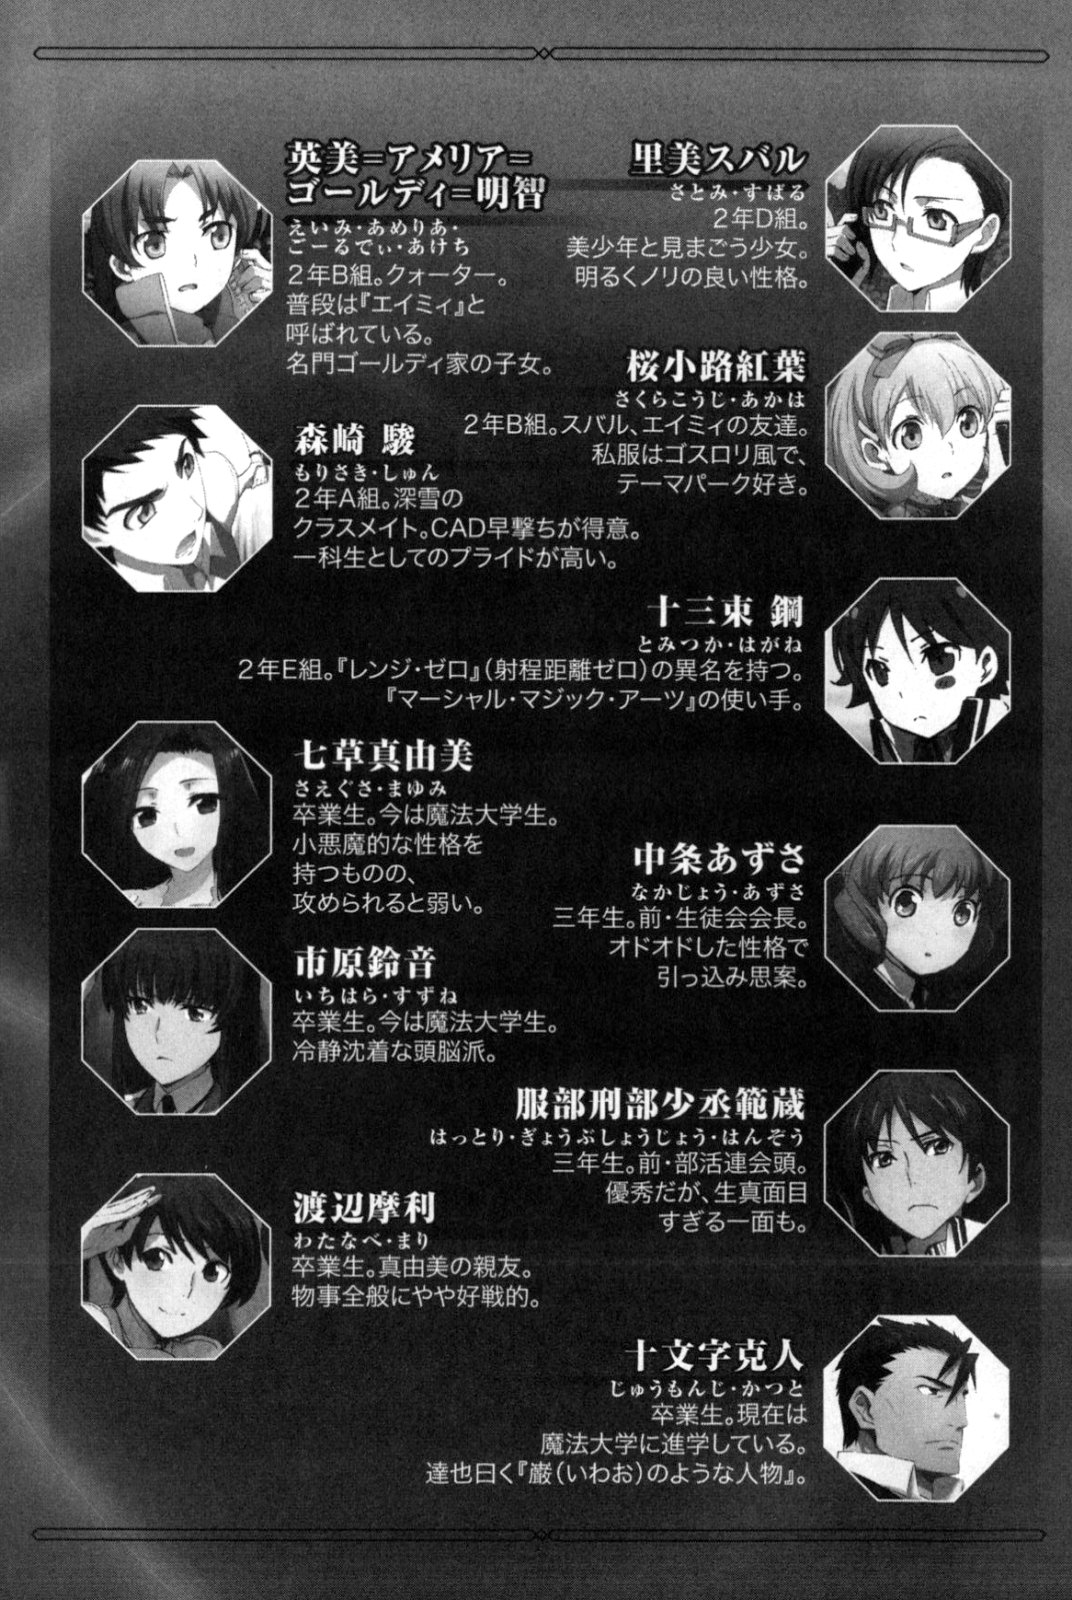 英美=アメリア=
ゴールディ=明智
えいみ・あめりあ・
ごーるでぃ・あけち
2年B組。クォーター。
普段は『エイミィ』と
呼ばれている。
名門ゴールディ家の子女。
里美スバル
さとみ・すばる
2年D組。
美少年と見まごう少女。
明るくノリの良い性格。
桜小路紅葉
さくらこうじ・あかは
2年B組。スバル、エイミィの友達。
私服はゴスロリ風で、
テーマパーク好き。
森崎 駿
もりさき・しゅん
2年A組。深雪の
クラスメイト。CAD早撃ちが得意。
一科生としてのプライドが高い。
十三束 鋼
とみつか・はがね
2年E組。『レンジ・ゼロ』(射程距離ゼロ)の異名を持つ。
『マーシャル・マジック・アーツ』の使い手。
七草真由美
さえぐさ・まゆみ
卒業生。今は魔法大学生。
小悪魔的な性格を
持つものの、
攻められると弱い。
中条あずさ
なかじょう・あずさ
三年生。前・生徒会会長。
オドオドした性格で
引っ込み思案。
市原鈴音
いちはら・すずね
卒業生。今は魔法大学生。
冷静沈着な頭脳派。
服部刑部少丞範蔵
はっとり・ぎょうぶしょうじょう・はんぞう
三年生。前・部活連会頭。
優秀だが、生真面目
すぎる一面も。
渡辺摩利
わたなべ・まり
卒業生。真由美の親友。
物事全般にやや好戦的。
十文字克人
じゅうもんじ・かつと
卒業生。現在は
魔法大学に進学している。
達也曰く『巌(いわお)のような人物』。